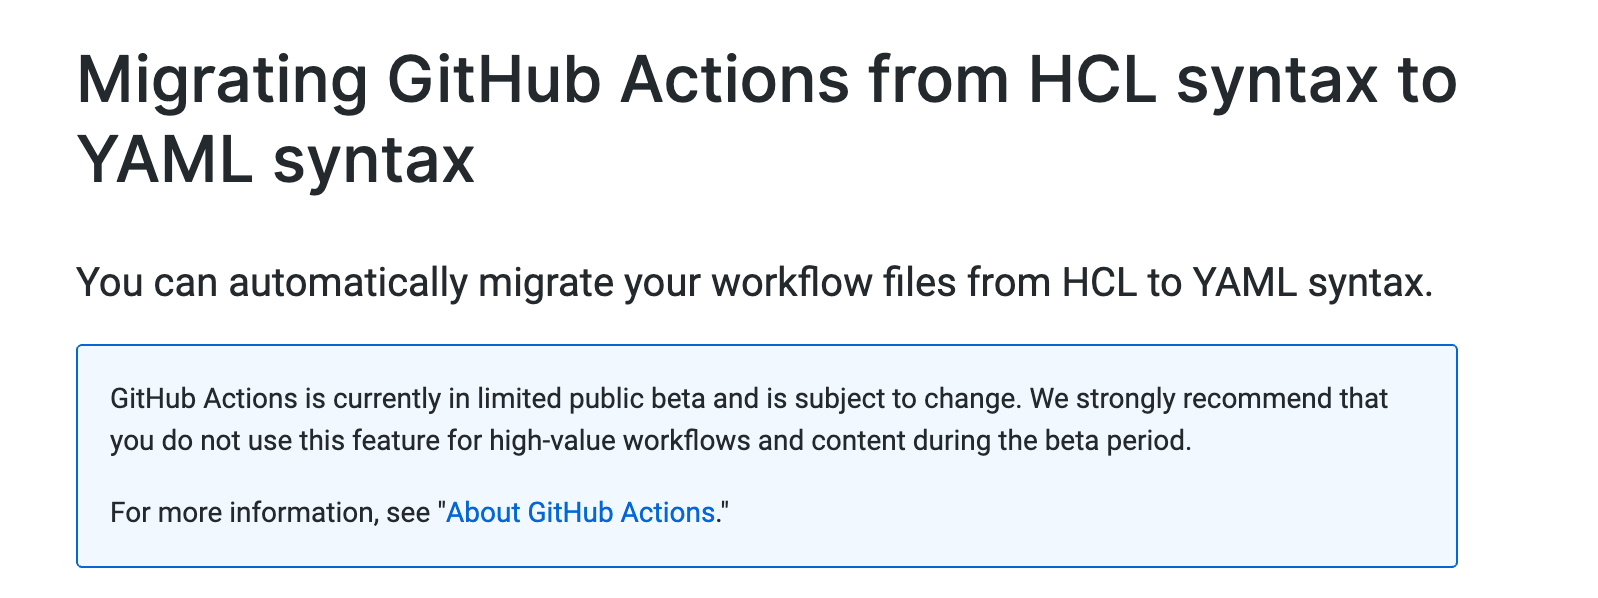 Migrating GitHub Actions from HCL syntax to
YAML syntax
You can automatically migrate your workflow files from HCL to YAML syntax.
GitHub Actions is currently in limited public beta and is subject to change. We strongly recommend that
you do not use this feature for high-value workflows and content during the beta period.
For more information, see "About GitHub Actions."